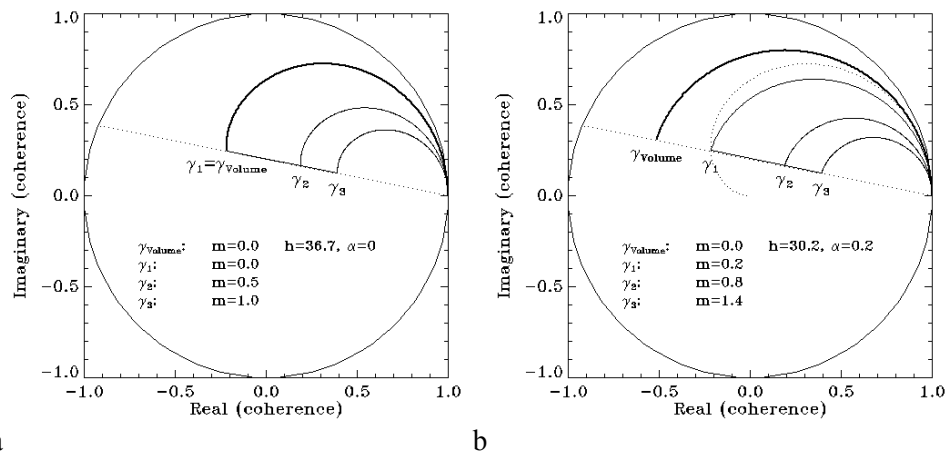 1.0
0.5
0.0
-0.5
-1.0
Imaginary (coherence)
γ1=γVolume
γ2
γ3
γVolume: m=0.0 h=36.7, α=0
γ1: m=0.0
γ2: m=0.5
γ3: m=1.0
-1.0 -0.5 0.0 0.5 1.0
Real (coherence)
a
1.0
0.5
0.0
-0.5
-1.0
Imaginary (coherence)
γVolume
γ1
γ2
γ3
γVolume: m=0.0 h=30.2, α=0.2
γ1: m=0.2
γ2: m=0.8
γ3: m=1.4
-1.0 -0.5 0.0 0.5 1.0
Real (coherence)
b